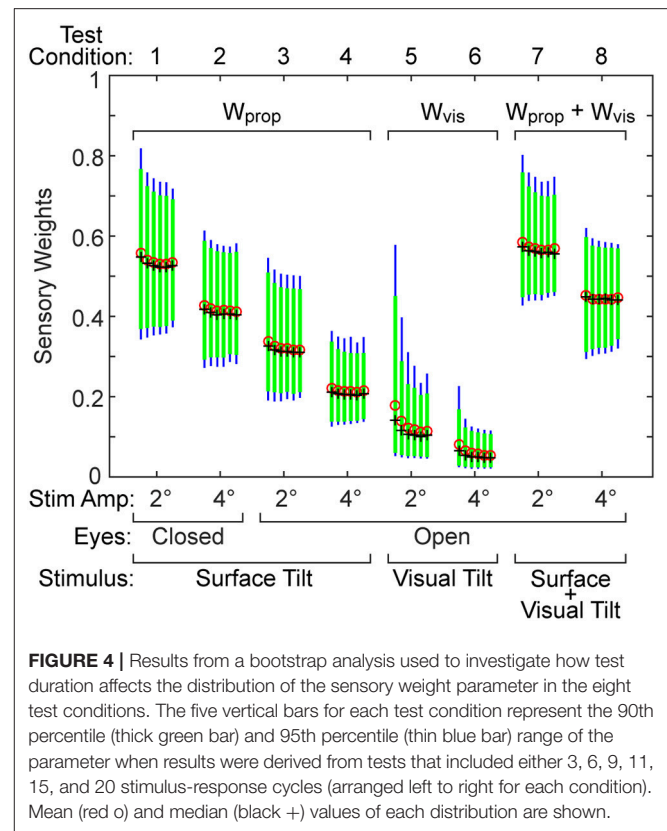 Test
Condition: 1 2 3 4 5 6 7 8
1
Wprop Wvis Wprop + Wvis
0.8
0.6
Sensory Weights
0.4
0.2
0
Stim Amp: 2° 4° 2° 4° 2° 4° 2° 4°
Eyes: Closed Open
Stimulus: Surface Tilt Visual Tilt Surface
+
Visual Tilt
FIGURE 4 | Results from a bootstrap analysis used to investigate how test
duration affects the distribution of the sensory weight parameter in the eight
test conditions. The five vertical bars for each test condition represent the 90th
percentile (thick green bar) and 95th percentile (thin blue bar) range of the
parameter when results were derived from tests that included either 3, 6, 9, 11,
15, and 20 stimulus-response cycles (arranged left to right for each condition).
Mean (red o) and median (black +) values of each distribution are shown.